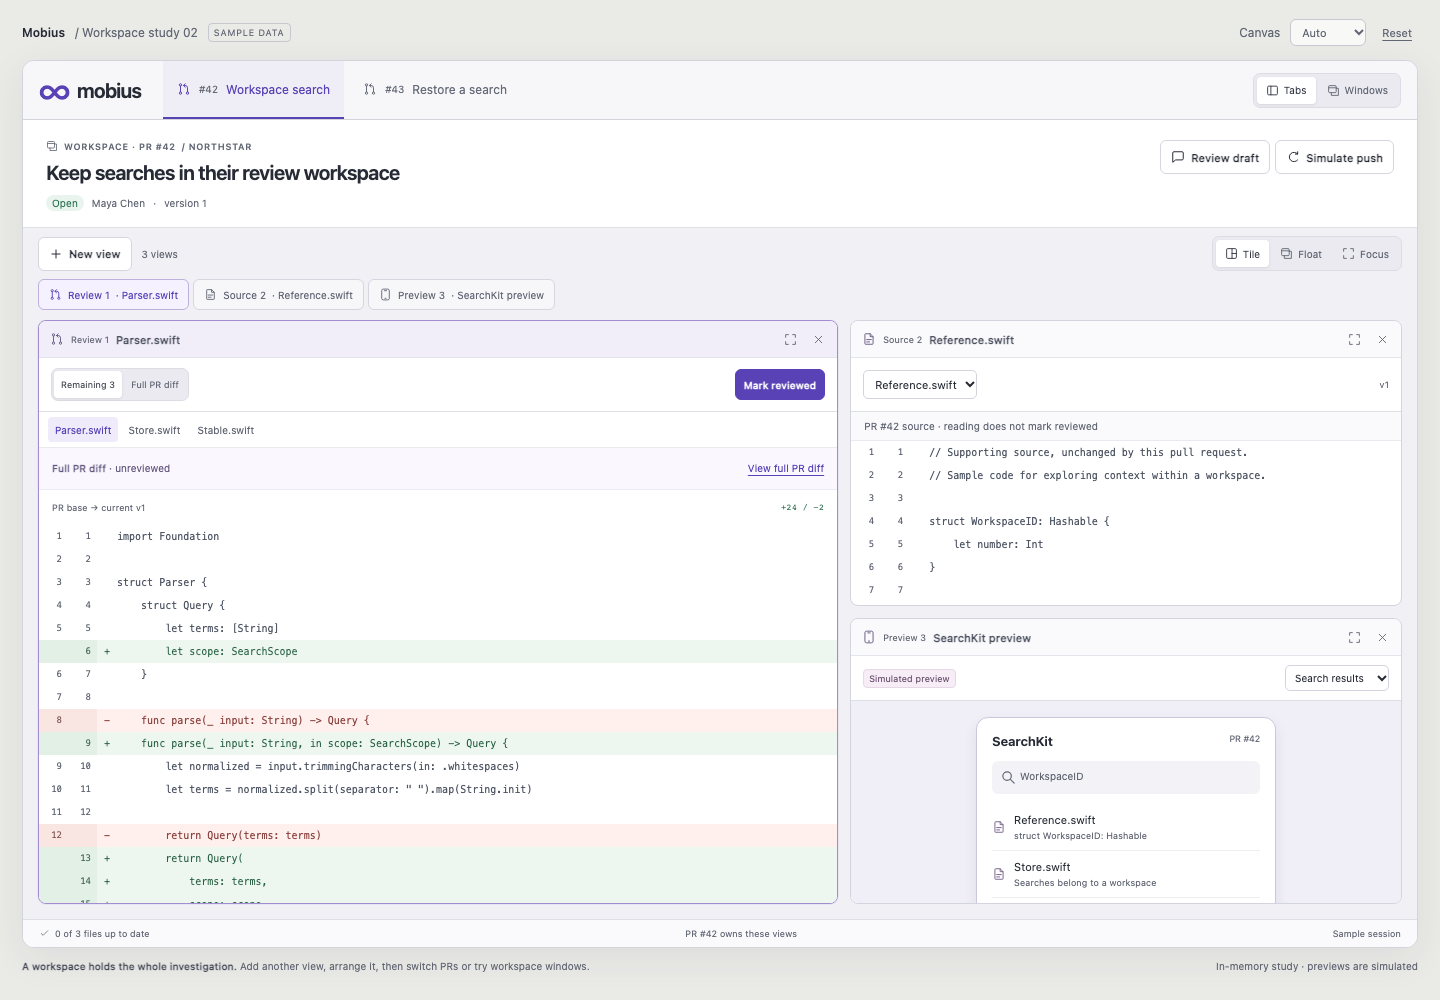 Mobius / Workspace study 02 SAMPLE DATA
Canvas Auto Reset
mobius
#42 Workspace search
#43 Restore a search
Tabs Windows
WORKSPACE · PR #42 / NORTHSTAR
Keep searches in their review workspace
Open Maya Chen · version 1
Review draft
Simulate push
New view
3 views
Tile Float Focus
Review 1 · Parser.swift
Source 2 · Reference.swift
Preview 3 · SearchKit preview
Review 1 Parser.swift
Remaining 3 Full PR diff
Mark reviewed
Parser.swift Store.swift Stable.swift
Full PR diff · unreviewed
View full PR diff
PR base → current v1
+24 / −2
1 1 import Foundation
2 2
3 3 struct Parser {
4 4 struct Query {
5 5 let terms: [String]
6 + let scope: SearchScope
6 7 }
7 8
8 − func parse(_ input: String) -> Query {
9 + func parse(_ input: String, in scope: SearchScope) -> Query {
9 10 let normalized = input.trimmingCharacters(in: .whitespaces)
10 11 let terms = normalized.split(separator: " ").map(String.init)
11 12
12 − return Query(terms: terms)
13 + return Query(
14 + terms: terms,
Source 2 Reference.swift
Reference.swift
v1
PR #42 source · reading does not mark reviewed
1 1 // Supporting source, unchanged by this pull request.
2 2 // Sample code for exploring context within a workspace.
3 3
4 4 struct WorkspaceID: Hashable {
5 5 let number: Int
6 6 }
7 7
Preview 3 SearchKit preview
Simulated preview
Search results
SearchKit
PR #42
WorkspaceID
Reference.swift
struct WorkspaceID: Hashable
Store.swift
Searches belong to a workspace
0 of 3 files up to date
PR #42 owns these views
Sample session
A workspace holds the whole investigation. Add another view, arrange it, then switch PRs or try workspace windows.
In-memory study · previews are simulated